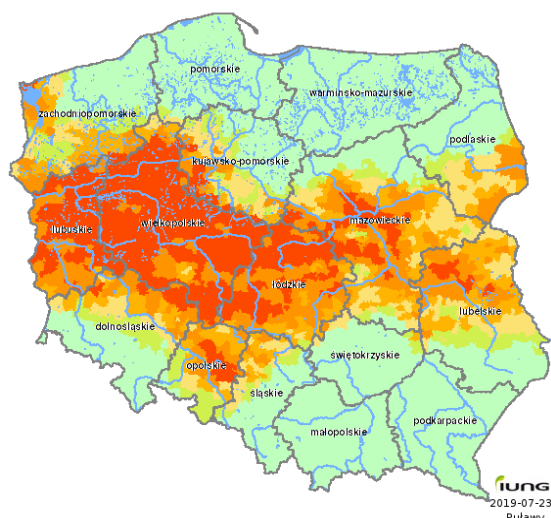 pomorskie
warmińsko-mazurskie
zachodniopomorskie
podlaskie
kujawsko-pomorskie
mazowieckie
wielkopolskie
lubuskie
łódzkie
lubelskie
dolnośląskie
świętokrzyskie
opolskie
śląskie
podkarpackie
małopolskie
iung
2019-07-23
Puławy